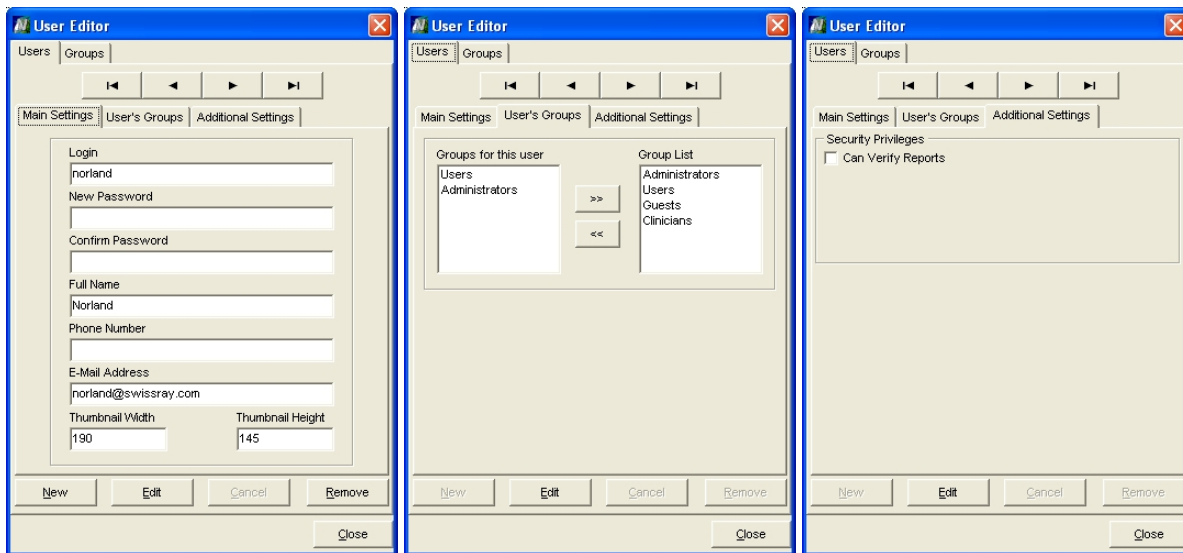 User Editor
Users Groups
Main Settings User's Groups Additional Settings
Login
norland
New Password
Confirm Password
Full Name
Norland
Phone Number
E-Mail Address
norland@swissray.com
Thumbnail Width Thumbnail Height
190 145
New Edit Cancel Remove
Close
User Editor
Users Groups
Main Settings User's Groups Additional Settings
Groups for this user Group List
Users Administrators
Administrators Users
>> Guests
Clinicians
<<
New Edit Cancel Remove
Close
User Editor
Users Groups
Main Settings User's Groups Additional Settings
Security Privileges
Can Verify Reports
New Edit Cancel Remove
Close